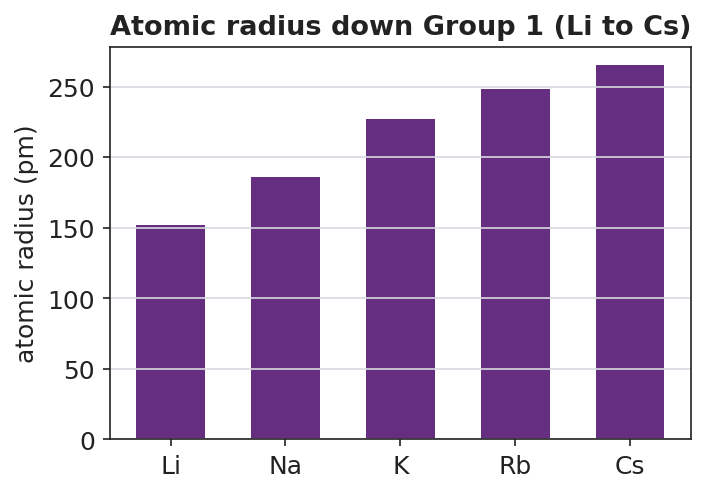 Atomic radius down Group 1 (Li to Cs)
atomic radius (pm)
250
200
150
100
50
0
Li Na K Rb Cs